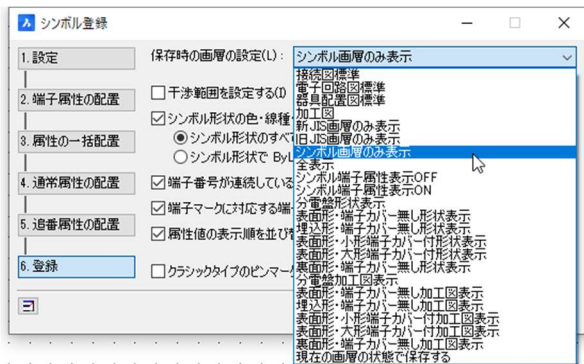 シンボル登録
1.設定
2.端子属性の配置
3.属性の一括配置
4.通常属性の配置
5.追番属性の配置
6.登録
保存時の画層の設定(L):
シンボル画層のみ表示
干渉範囲を設定する(I)
シンボル形状の色・線種・
シンボル形状のすべ
シンボル形状で ByL
端子番号が連続している
端子マークに対応する端
属性値の表示順を並び
クラシックタイプのピンマー
接続図標準
電子回路図標準
器具配置図標準
加工図
新JIS画層のみ表示
旧JIS画層のみ表示
シンボル画層のみ表示
全表示
シンボル端子属性表示OFF
シンボル端子属性表示ON
分電盤形状表示
表面形・端子カバー無し形状表示
埋込形・端子カバー無し形状表示
表面形・小形端子カバー付形状表示
表面形・大形端子カバー付形状表示
裏面形・端子カバー無し形状表示
分電盤加工図表示
表面形・端子カバー無し加工図表示
埋込形・端子カバー無し加工図表示
表面形・小形端子カバー付加工図表示
表面形・大形端子カバー付加工図表示
裏面形・端子カバー無し加工図表示
現在の画層の状態で保存する